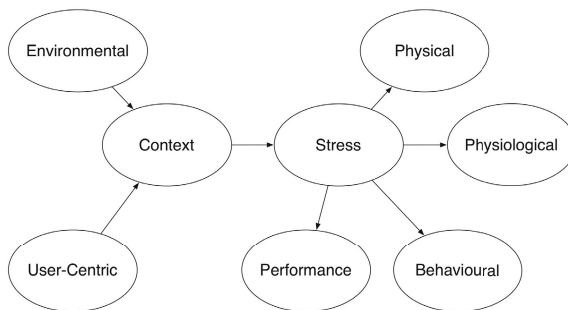 Environmental
Physical
Context
Stress
Physiological
User-Centric
Performance
Behavioural